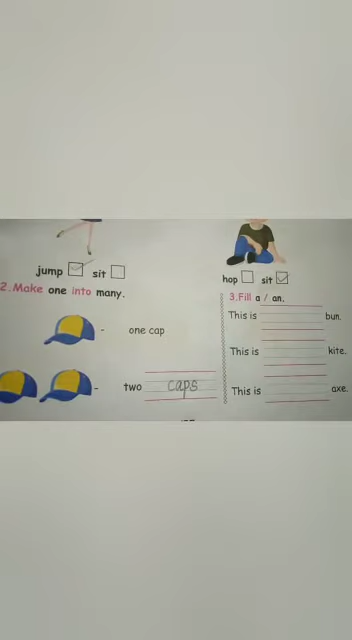 jump sit
2. Make one into many.
- one cap
- two caps
hop sit
3. Fill a / an.
This is bun.
This is kite.
This is axe.